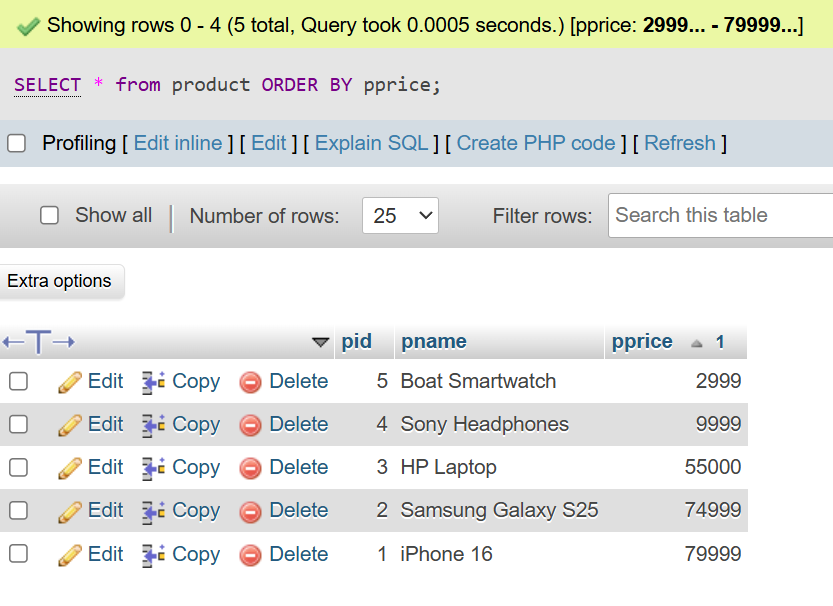 Showing rows 0 - 4 (5 total, Query took 0.0005 seconds.) [pprice: 2999... - 79999...]
SELECT * from product ORDER BY pprice;
Profiling [ Edit inline ] [ Edit ] [ Explain SQL ] [ Create PHP code ] [ Refresh ]
Show all Number of rows: 25 Filter rows: Search this table
Extra options
pid pname pprice 1
Edit Copy Delete 5 Boat Smartwatch 2999
Edit Copy Delete 4 Sony Headphones 9999
Edit Copy Delete 3 HP Laptop 55000
Edit Copy Delete 2 Samsung Galaxy S25 74999
Edit Copy Delete 1 iPhone 16 79999